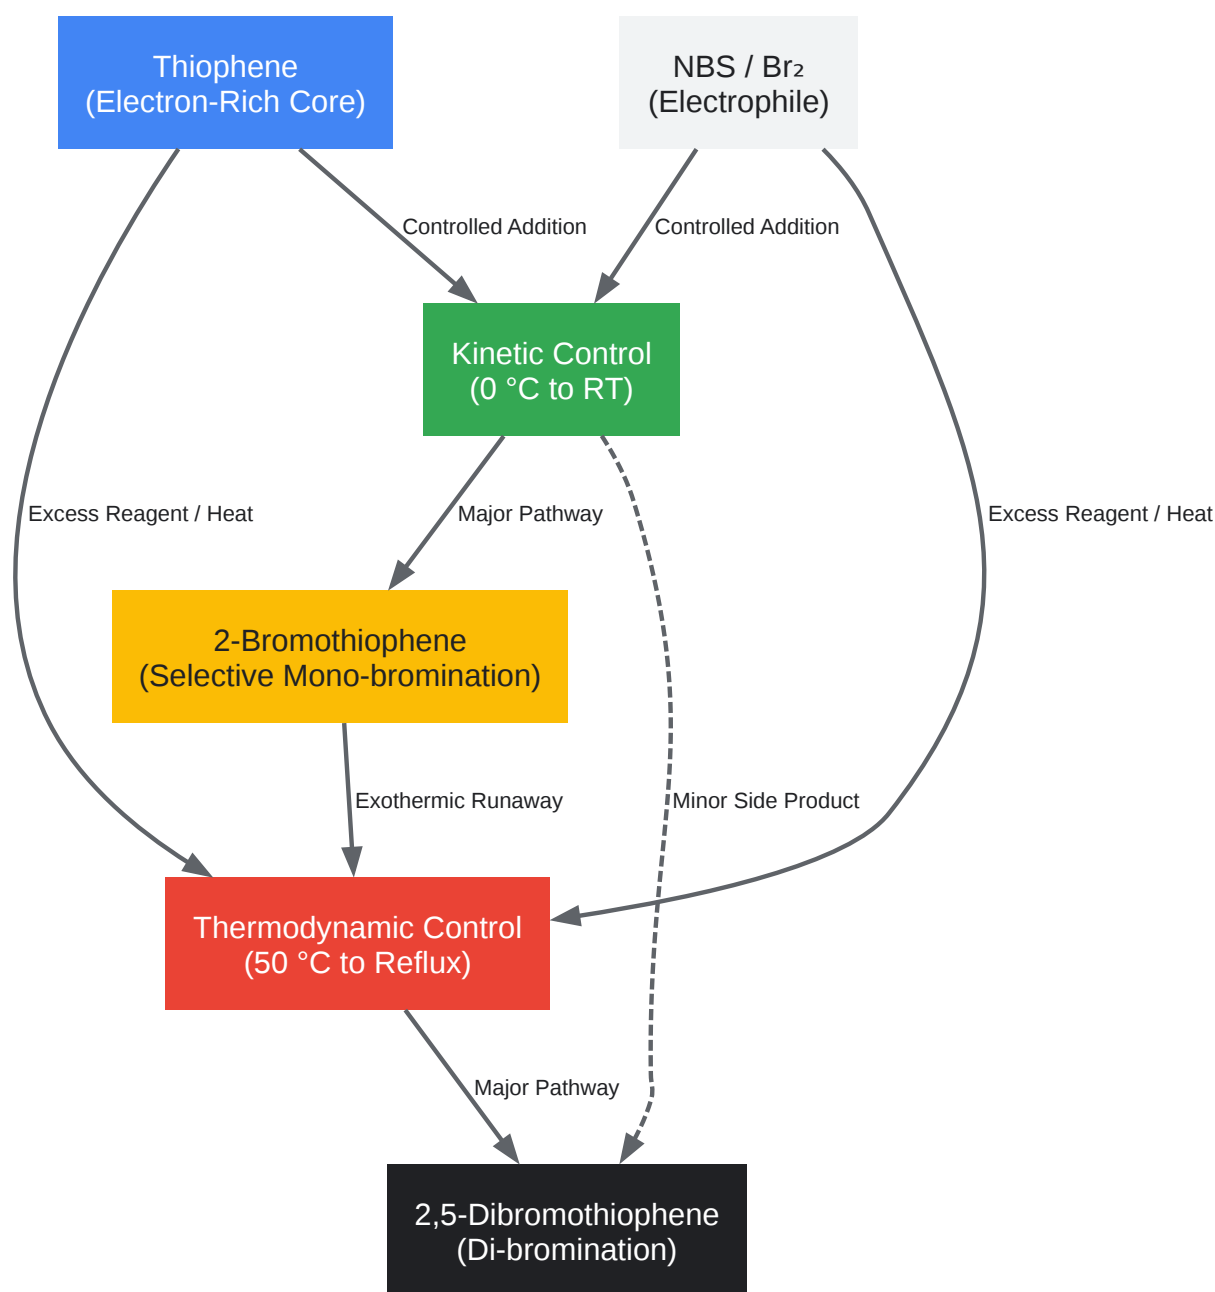 Thiophene
(Electron-Rich Core)
NBS / Br₂
(Electrophile)
Controlled Addition
Controlled Addition
Kinetic Control
(0 °C to RT)
Excess Reagent / Heat
Major Pathway
Excess Reagent / Heat
2-Bromothiophene
(Selective Mono-bromination)
Exothermic Runaway
Minor Side Product
Thermodynamic Control
(50 °C to Reflux)
Major Pathway
2,5-Dibromothiophene
(Di-bromination)